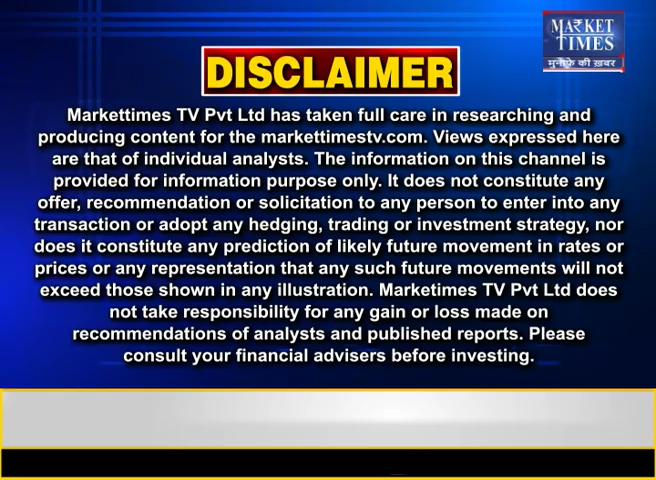 MA₹KET
TIMES
मुनाफे की ख़बर
DISCLAIMER
Markettimes TV Pvt Ltd has taken full care in researching and
producing content for the markettimestv.com. Views expressed here
are that of individual analysts. The information on this channel is
provided for information purpose only. It does not constitute any
offer, recommendation or solicitation to any person to enter into any
transaction or adopt any hedging, trading or investment strategy, nor
does it constitute any prediction of likely future movement in rates or
prices or any representation that any such future movements will not
exceed those shown in any illustration. Marketimes TV Pvt Ltd does
not take responsibility for any gain or loss made on
recommendations of analysts and published reports. Please
consult your financial advisers before investing.